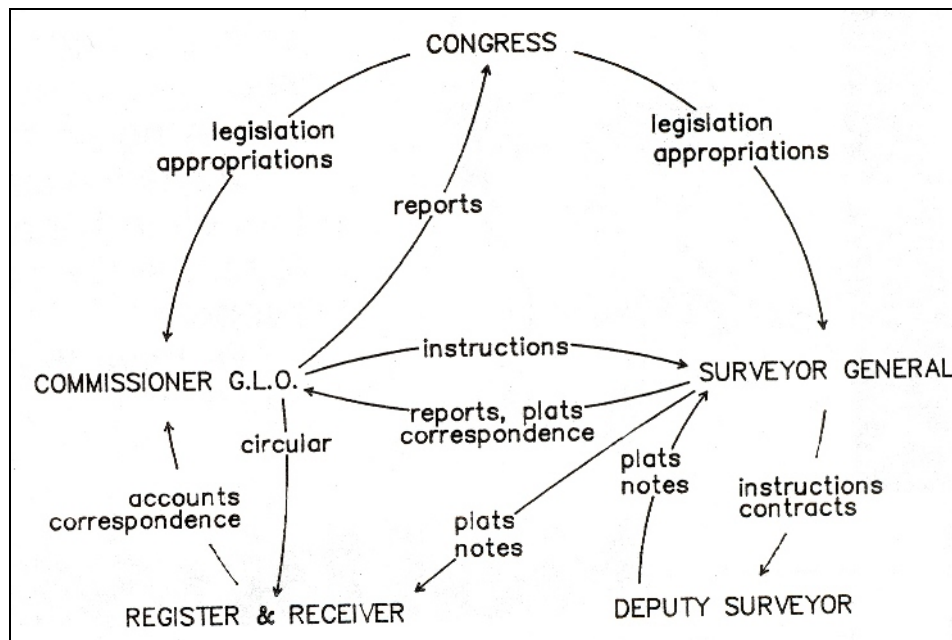 CONGRESS
legislation
appropriations
legislation
appropriations
reports
instructions
COMMISSIONER G.L.O.
SURVEYOR GENERAL
reports, plats
correspondence
circular
plats
notes
instructions
contracts
accounts
correspondence
plats
notes
REGISTER & RECEIVER
DEPUTY SURVEYOR